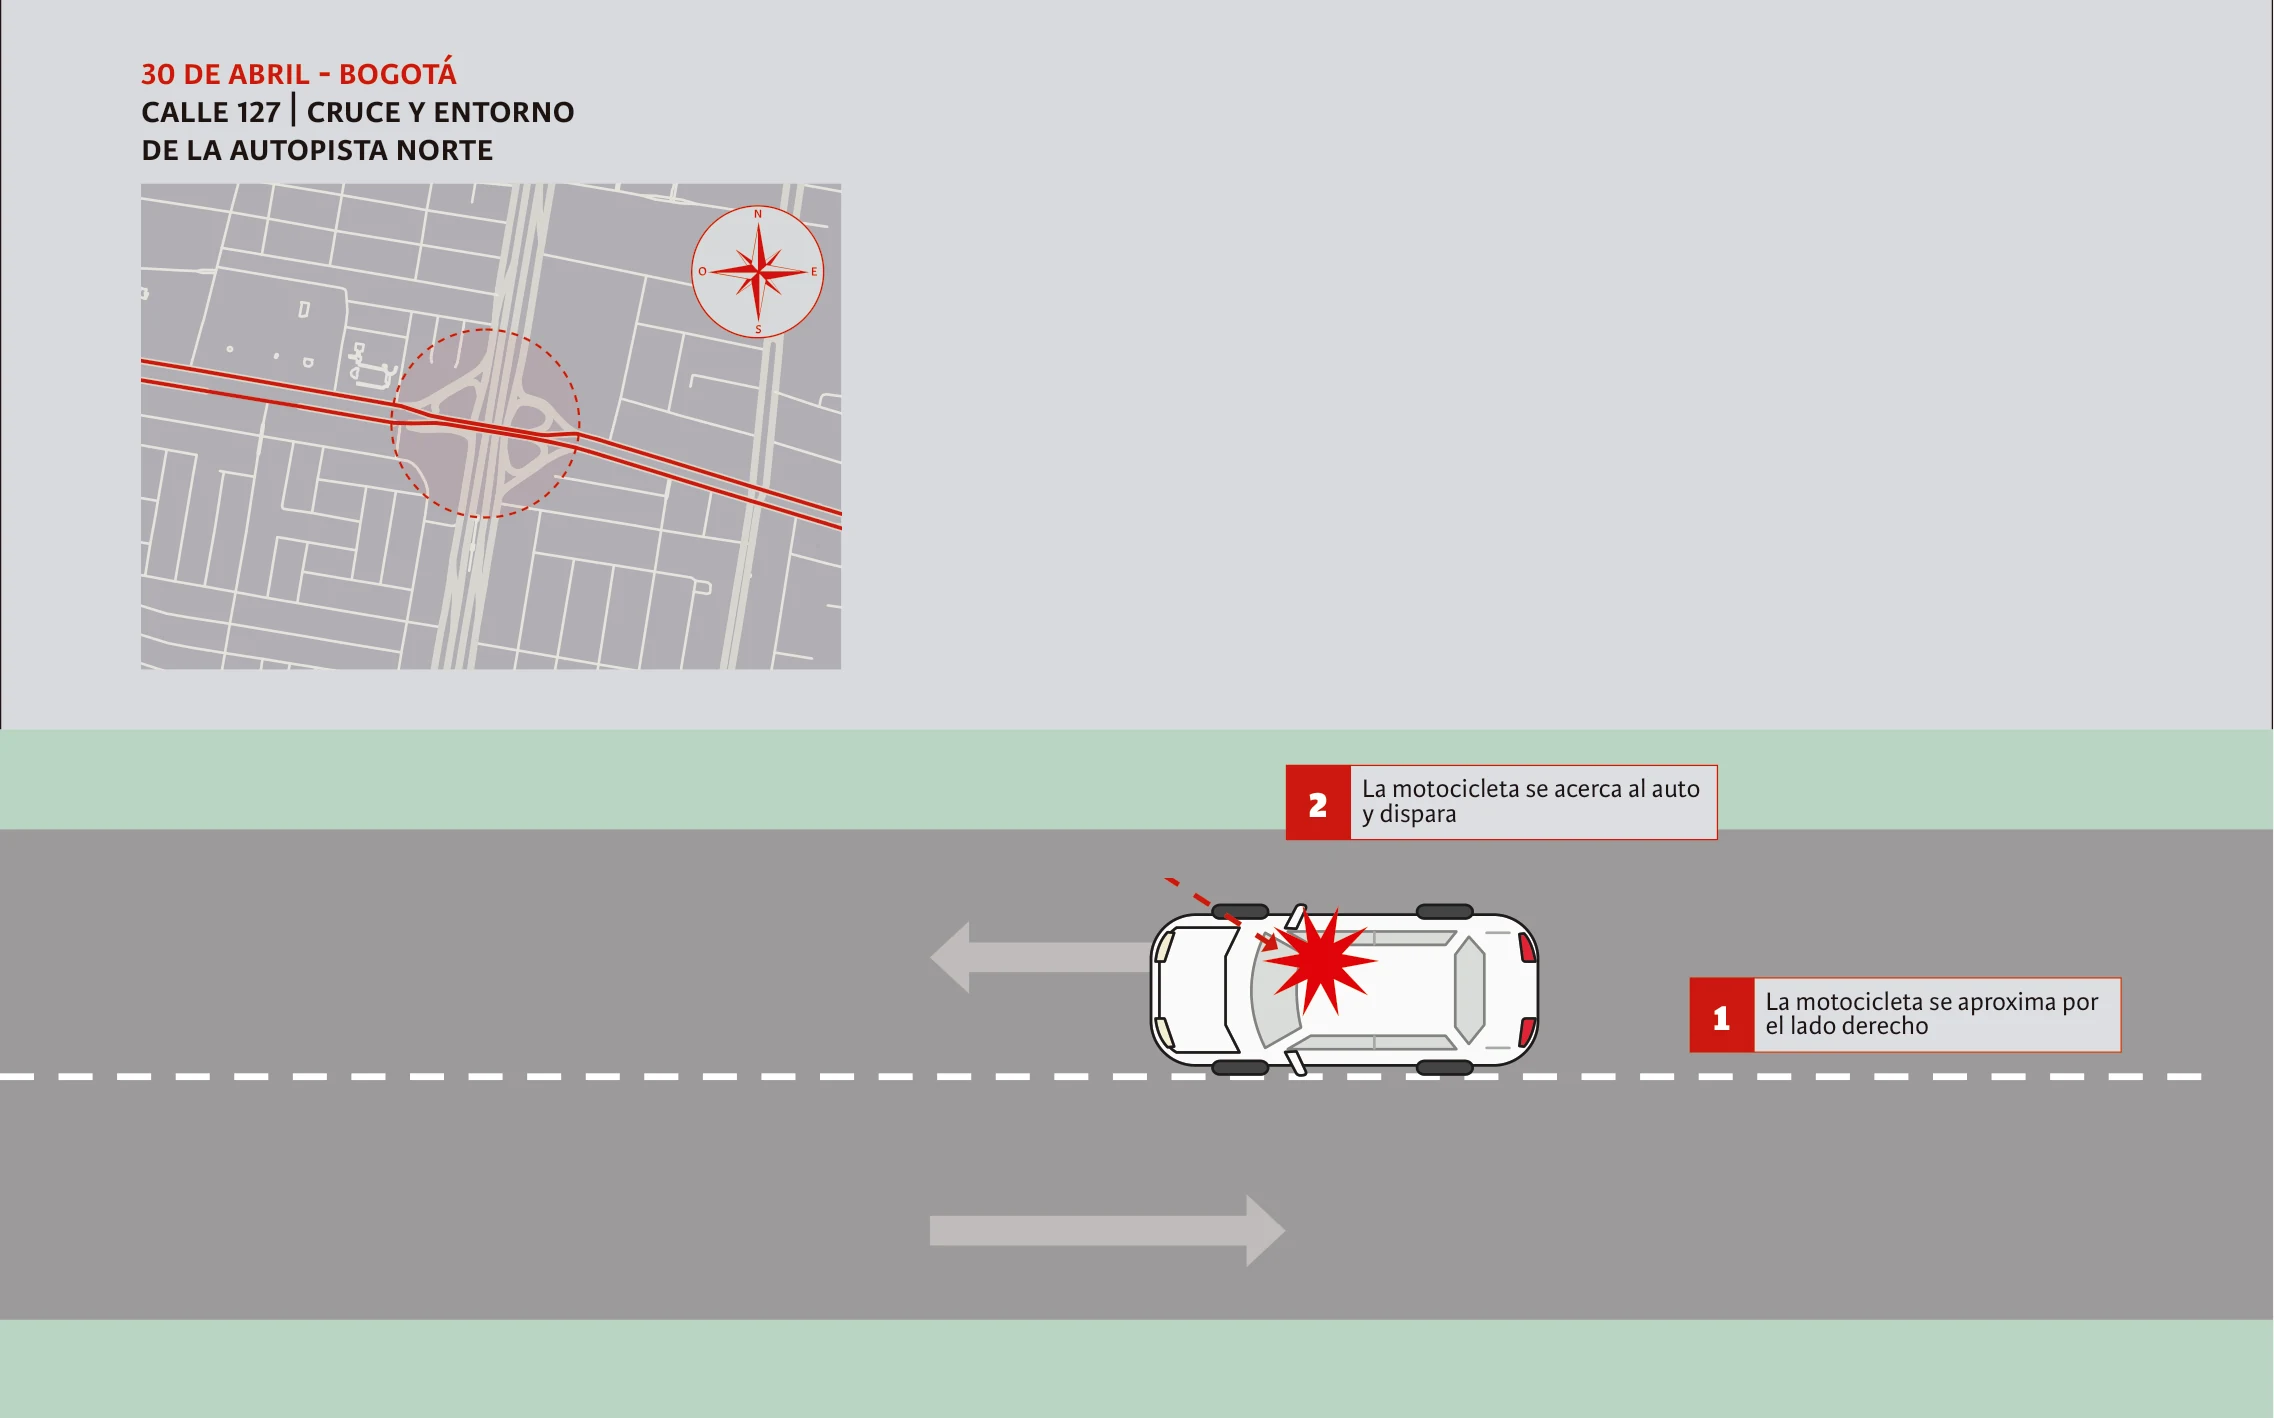 30 DE ABRIL - BOGOTÁ
CALLE 127 | CRUCE Y ENTORNO
DE LA AUTOPISTA NORTE
N
O
E
S
2
La motocicleta se acerca al auto
y dispara
1
La motocicleta se aproxima por
el lado derecho